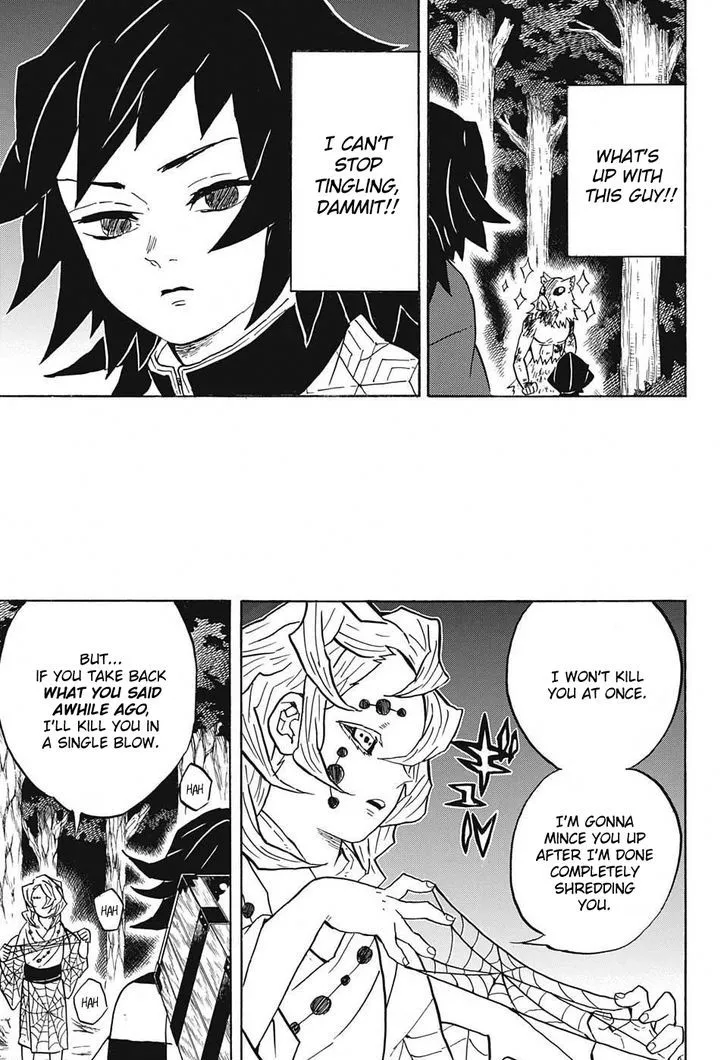 WHAT'S
UP WITH
THIS GUY!!
I CAN'T
STOP
TINGLING,
DAMMIT!!
I WON'T KILL
YOU AT ONCE.
I'M GONNA
MINCE YOU UP
AFTER I'M DONE
COMPLETELY
SHREDDING
YOU.
BUT...
IF YOU TAKE BACK
WHAT YOU SAID
AWHILE AGO,
I'LL KILL YOU IN
A SINGLE BLOW.
HAH
HAH
HAH